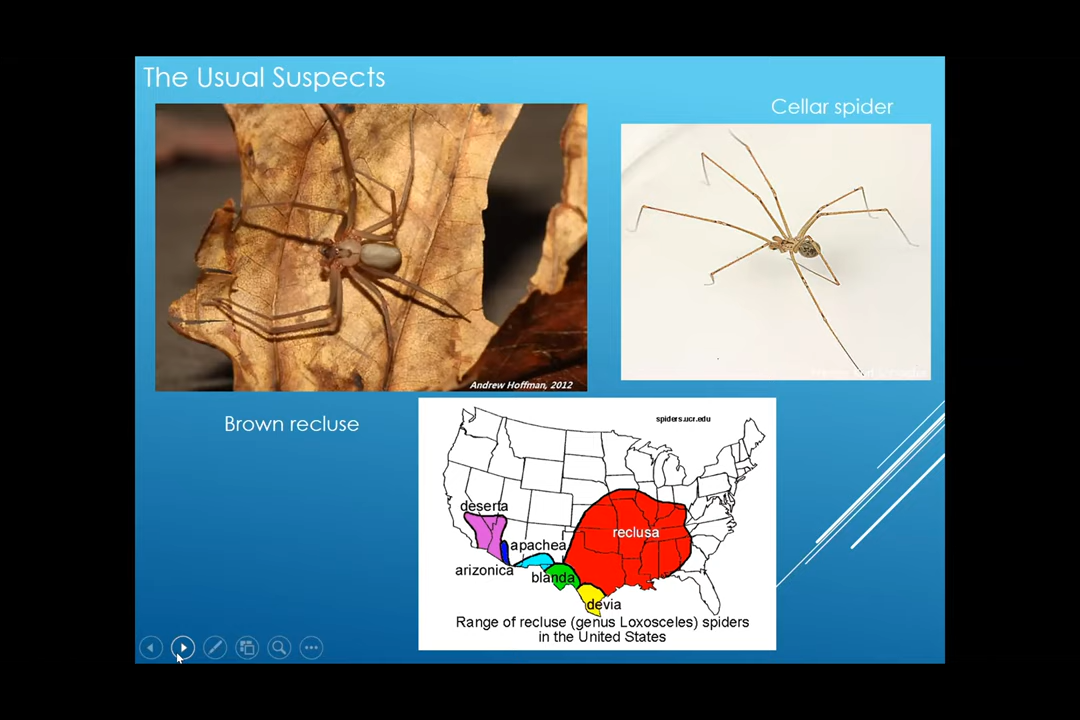 The Usual Suspects
Cellar spider
Andrew Hoffman, 2012
Brown recluse
spiders.ucr.edu
deserta
reclusa
apachea
arizonica
blanda
devia
Range of recluse (genus Loxosceles) spiders
in the United States